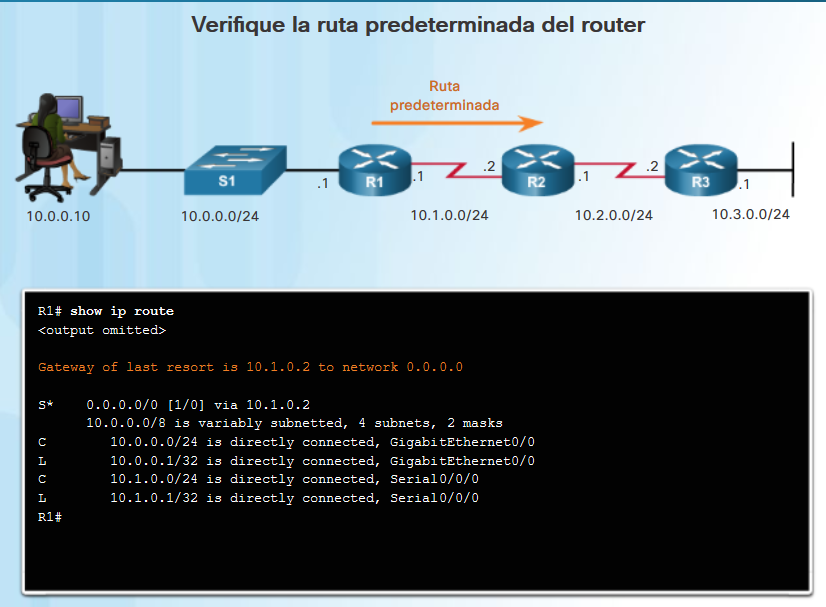 Verifique la ruta predeterminada del router
Ruta
predeterminada
S1
.1
R1
.1
.2
R2
.1
.2
R3
.1
10.0.0.10
10.0.0.0/24
10.1.0.0/24
10.2.0.0/24
10.3.0.0/24
R1# show ip route
<output omitted>
Gateway of last resort is 10.1.0.2 to network 0.0.0.0
S* 0.0.0.0/0 [1/0] via 10.1.0.2
10.0.0.0/8 is variably subnetted, 4 subnets, 2 masks
C 10.0.0.0/24 is directly connected, GigabitEthernet0/0
L 10.0.0.1/32 is directly connected, GigabitEthernet0/0
C 10.1.0.0/24 is directly connected, Serial0/0/0
L 10.1.0.1/32 is directly connected, Serial0/0/0
R1#